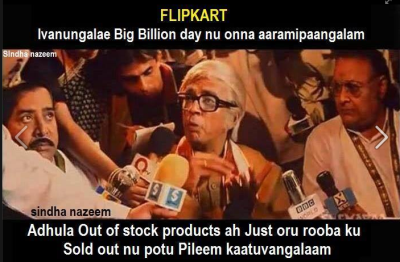 FLIPKART
Ivanungalae Big Billion day nu onna aaramipaangalam
Sindha nazeem
sindha nazeem
Adhula Out of stock products ah Just oru rooba ku
Sold out nu potu Pileem kaatuvangalaam